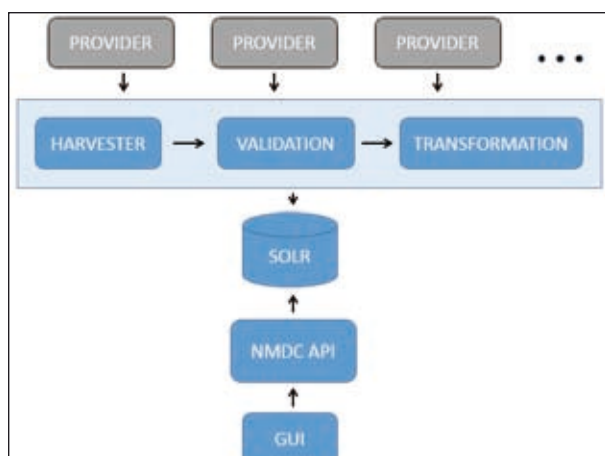 PROVIDER
PROVIDER
PROVIDER
...
HARVESTER
VALIDATION
TRANSFORMATION
SOLR
NMDC API
GUI